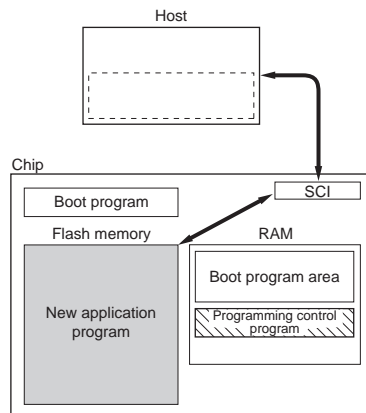 Host
Chip
SCI
Boot program
Flash memory
RAM
New application
program
Boot program area
Programming control
program